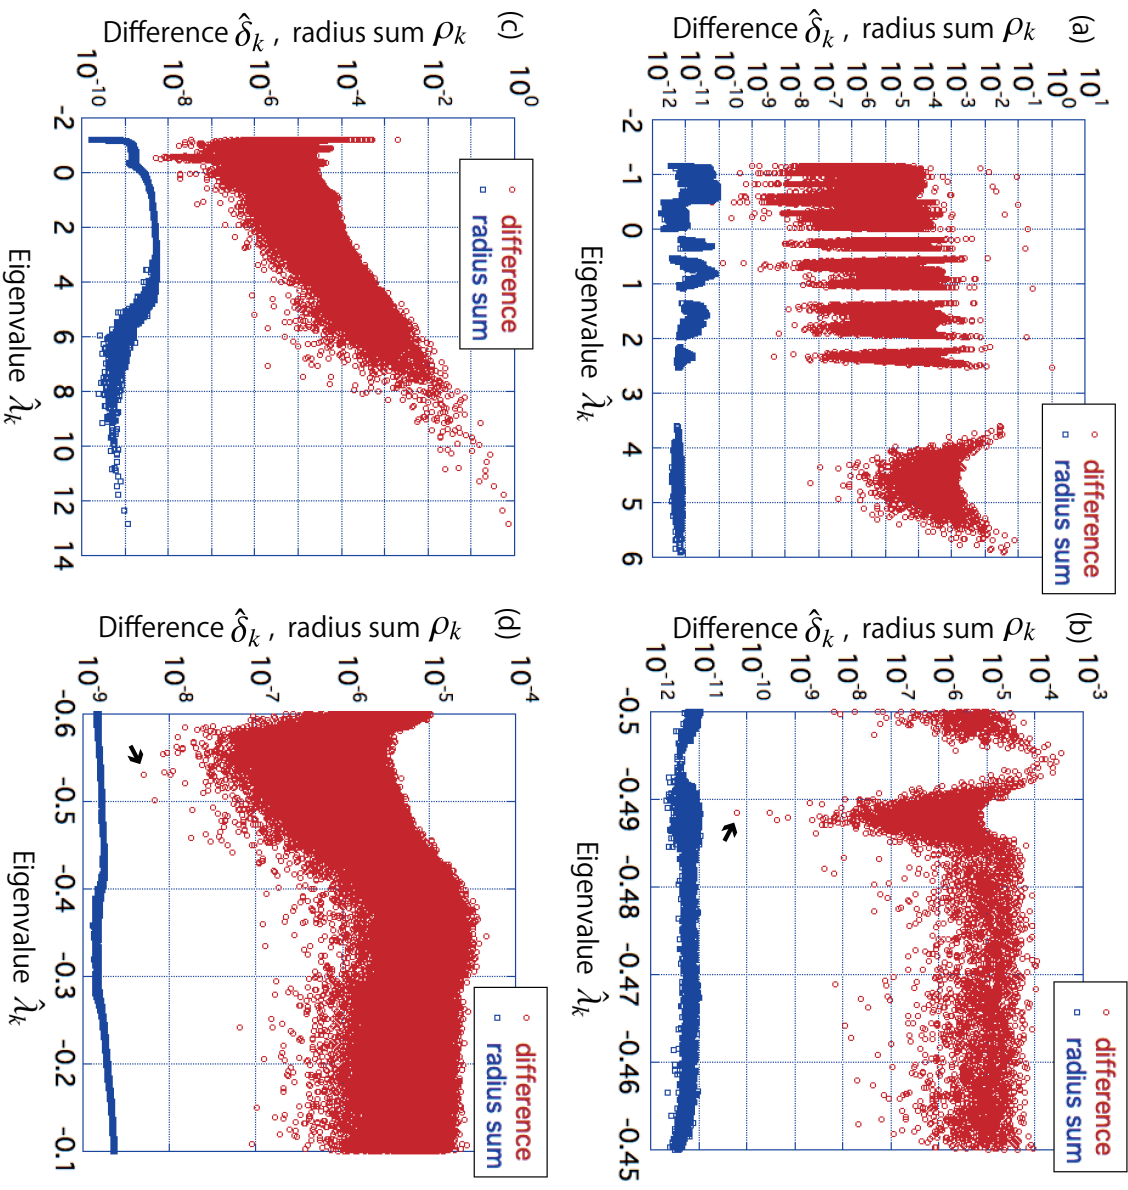 (a)
Difference δ̂ₖ , radius sum ρₖ
10¹
10⁰
10⁻¹
10⁻²
10⁻³
10⁻⁴
10⁻⁵
10⁻⁶
10⁻⁷
10⁻⁸
10⁻⁹
10⁻¹⁰
10⁻¹¹
10⁻¹²
-2 -1 0 1 2 3 4 5 6
Eigenvalue λ̂ₖ
difference
radius sum
(b)
Difference δ̂ₖ , radius sum ρₖ
10⁻³
10⁻⁴
10⁻⁵
10⁻⁶
10⁻⁷
10⁻⁸
10⁻⁹
10⁻¹⁰
10⁻¹¹
10⁻¹²
-0.5 -0.49 -0.48 -0.47 -0.46 -0.45
Eigenvalue λ̂ₖ
difference
radius sum
(c)
Difference δ̂ₖ , radius sum ρₖ
10⁰
10⁻²
10⁻⁴
10⁻⁶
10⁻⁸
10⁻¹⁰
-2 0 2 4 6 8 10 12 14
Eigenvalue λ̂ₖ
difference
radius sum
(d)
Difference δ̂ₖ , radius sum ρₖ
10⁻⁴
10⁻⁵
10⁻⁶
10⁻⁷
10⁻⁸
10⁻⁹
-0.6 -0.5 -0.4 -0.3 -0.2 -0.1
Eigenvalue λ̂ₖ
difference
radius sum